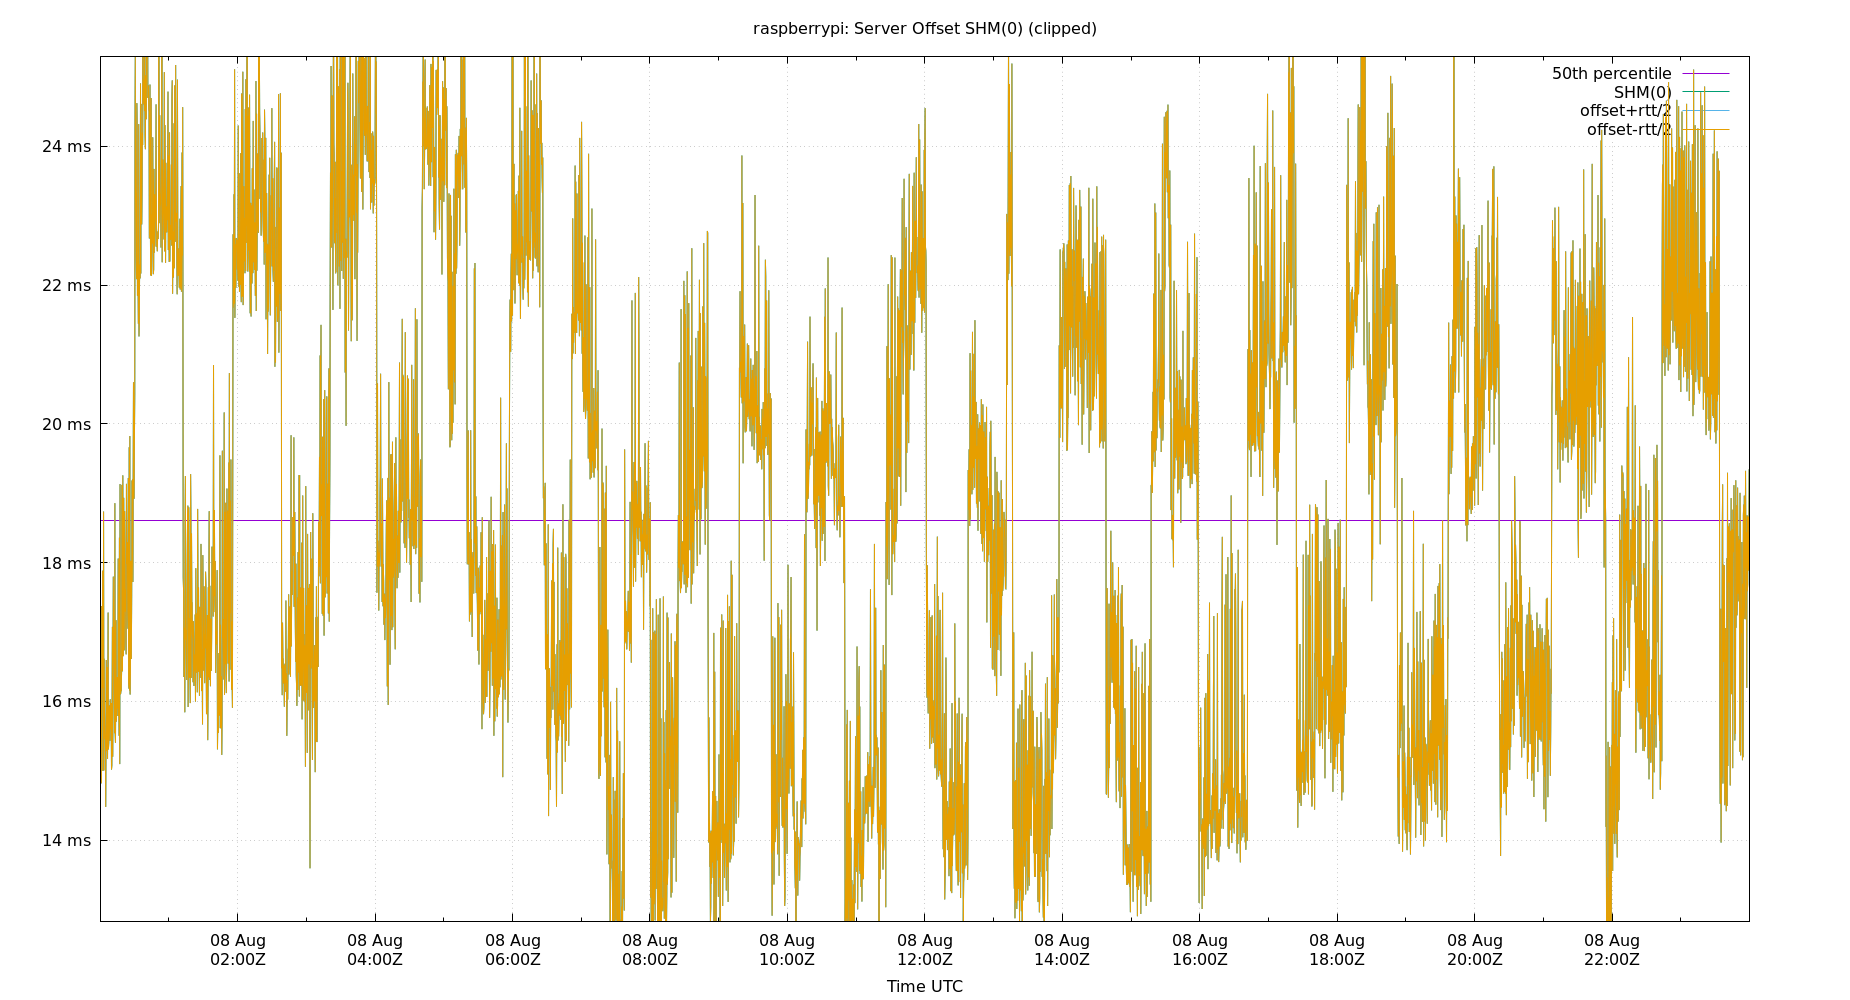 raspberrypi: Server Offset SHM(0) (clipped)
50th percentile
SHM(0)
offset+rtt/2
offset-rtt/2
24 ms
22 ms
20 ms
18 ms
16 ms
14 ms
08 Aug 08 Aug 08 Aug 08 Aug 08 Aug 08 Aug 08 Aug 08 Aug 08 Aug 08 Aug 08 Aug
02:00Z 04:00Z 06:00Z 08:00Z 10:00Z 12:00Z 14:00Z 16:00Z 18:00Z 20:00Z 22:00Z
Time UTC